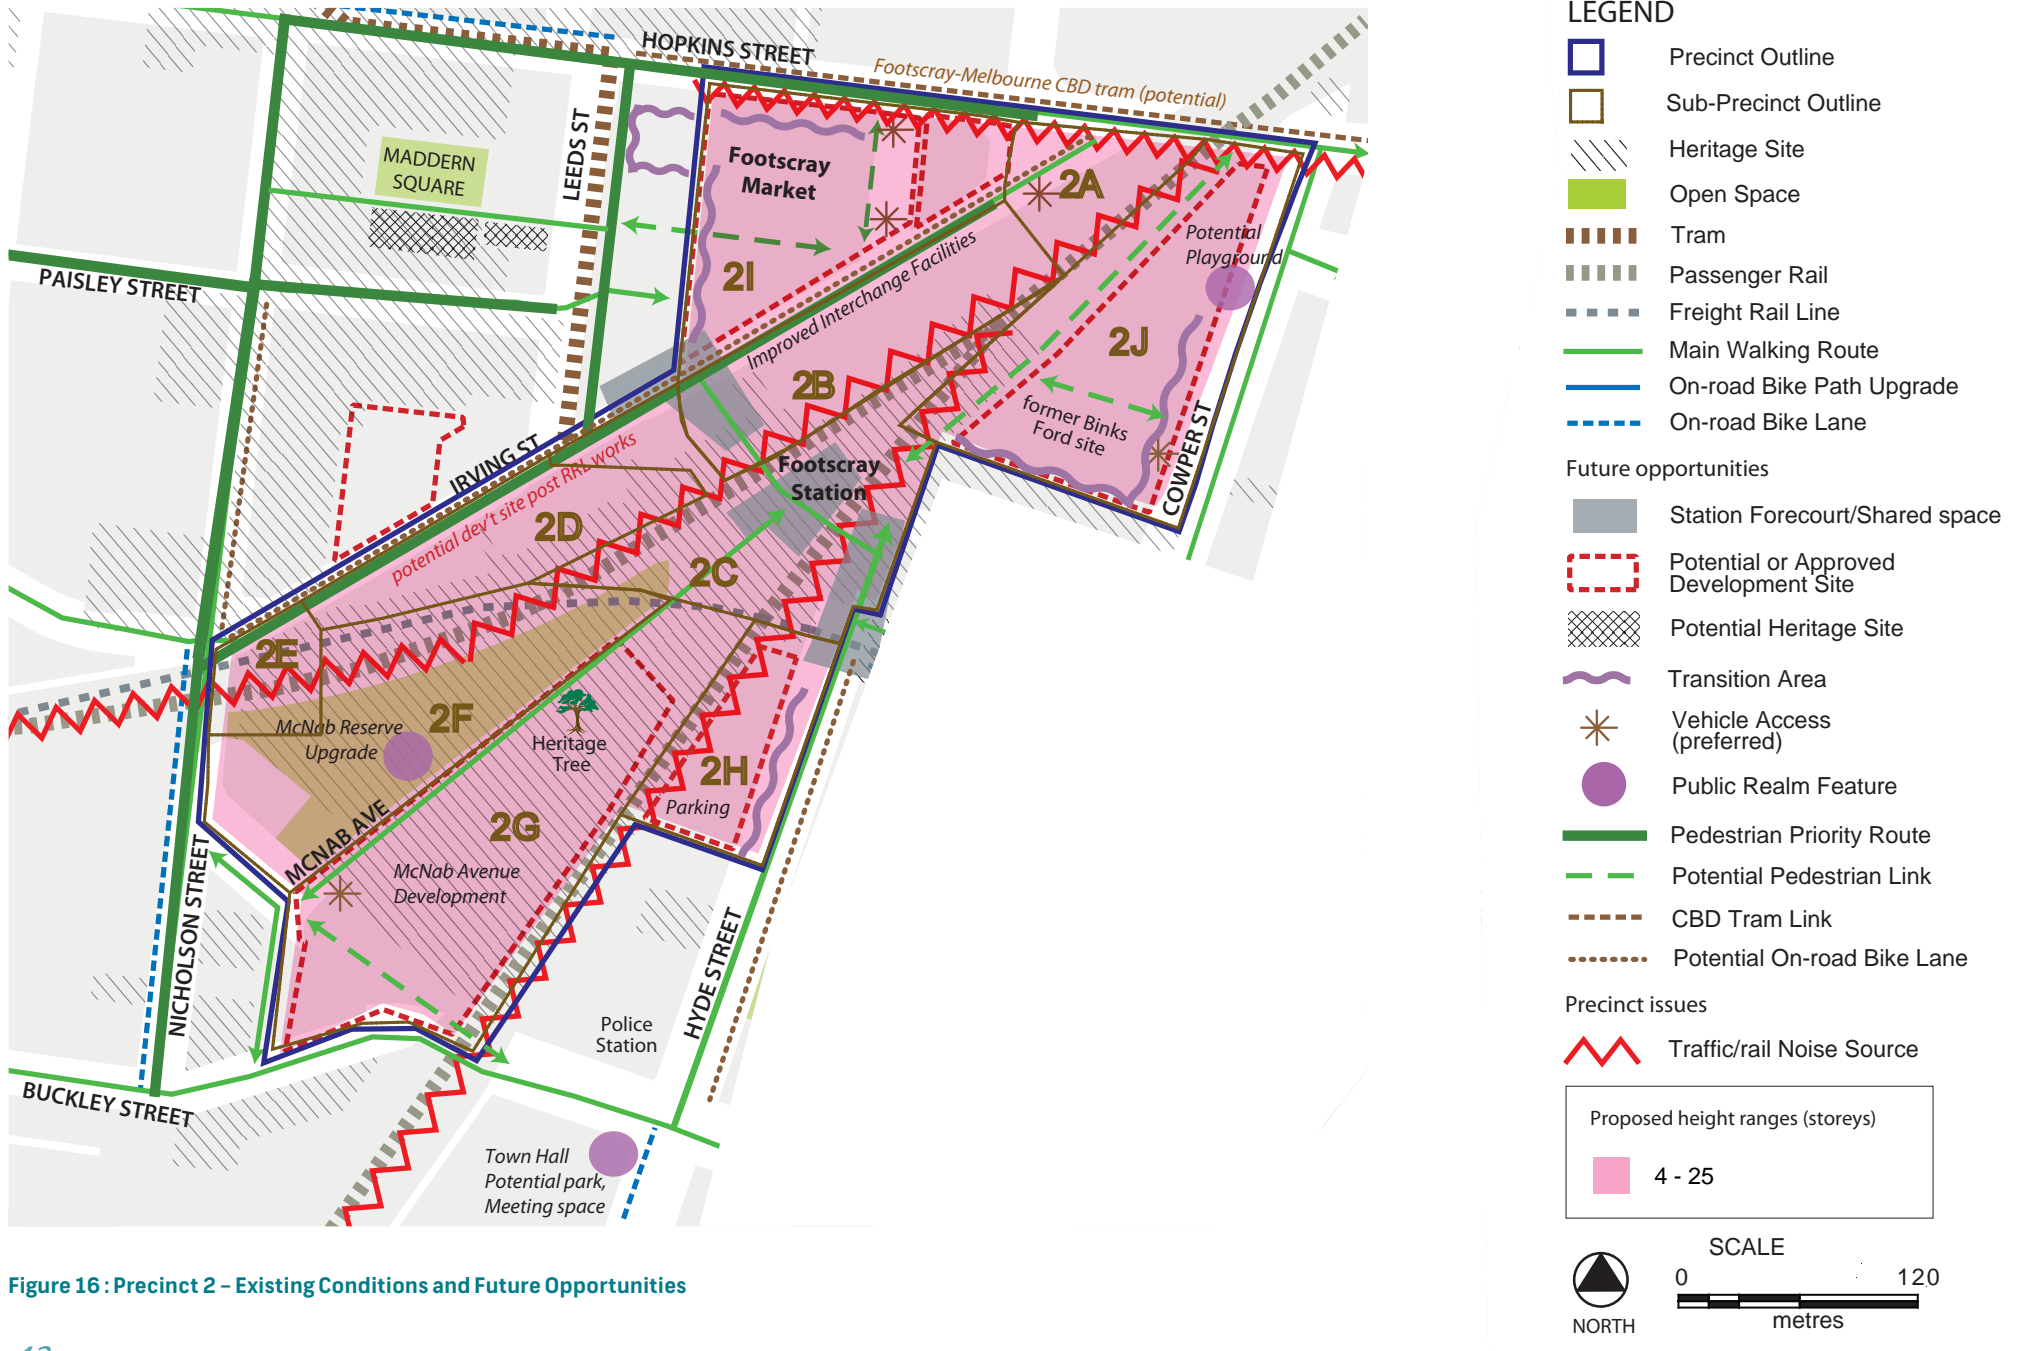 HOPKINS STREET
Footscray-Melbourne CBD tram (potential)
LEEDS ST
MADDERN
SQUARE
Footscray
Market
2A
Potential
Playground
PAISLEY STREET
2I
Improved Interchange Facilities
2J
2B
former Binks
Ford site
COWPER ST
IRVING ST
potential dev't site post RRL works
Footscray
Station
2D
2C
2E
McNab Reserve
Upgrade
2F
Heritage
Tree
2H
Parking
2G
MCNAB AVE
McNab Avenue
Development
NICHOLSON STREET
HYDE STREET
Police
Station
BUCKLEY STREET
Town Hall
Potential park,
Meeting space
LEGEND
Precinct Outline
Sub-Precinct Outline
Heritage Site
Open Space
Tram
Passenger Rail
Freight Rail Line
Main Walking Route
On-road Bike Path Upgrade
On-road Bike Lane
Future opportunities
Station Forecourt/Shared space
Potential or Approved
Development Site
Potential Heritage Site
Transition Area
Vehicle Access
(preferred)
Public Realm Feature
Pedestrian Priority Route
Potential Pedestrian Link
CBD Tram Link
Potential On-road Bike Lane
Precinct issues
Traffic/rail Noise Source
Proposed height ranges (storeys)
4 - 25
SCALE
0 120
metres
NORTH
Figure 16 : Precinct 2 – Existing Conditions and Future Opportunities